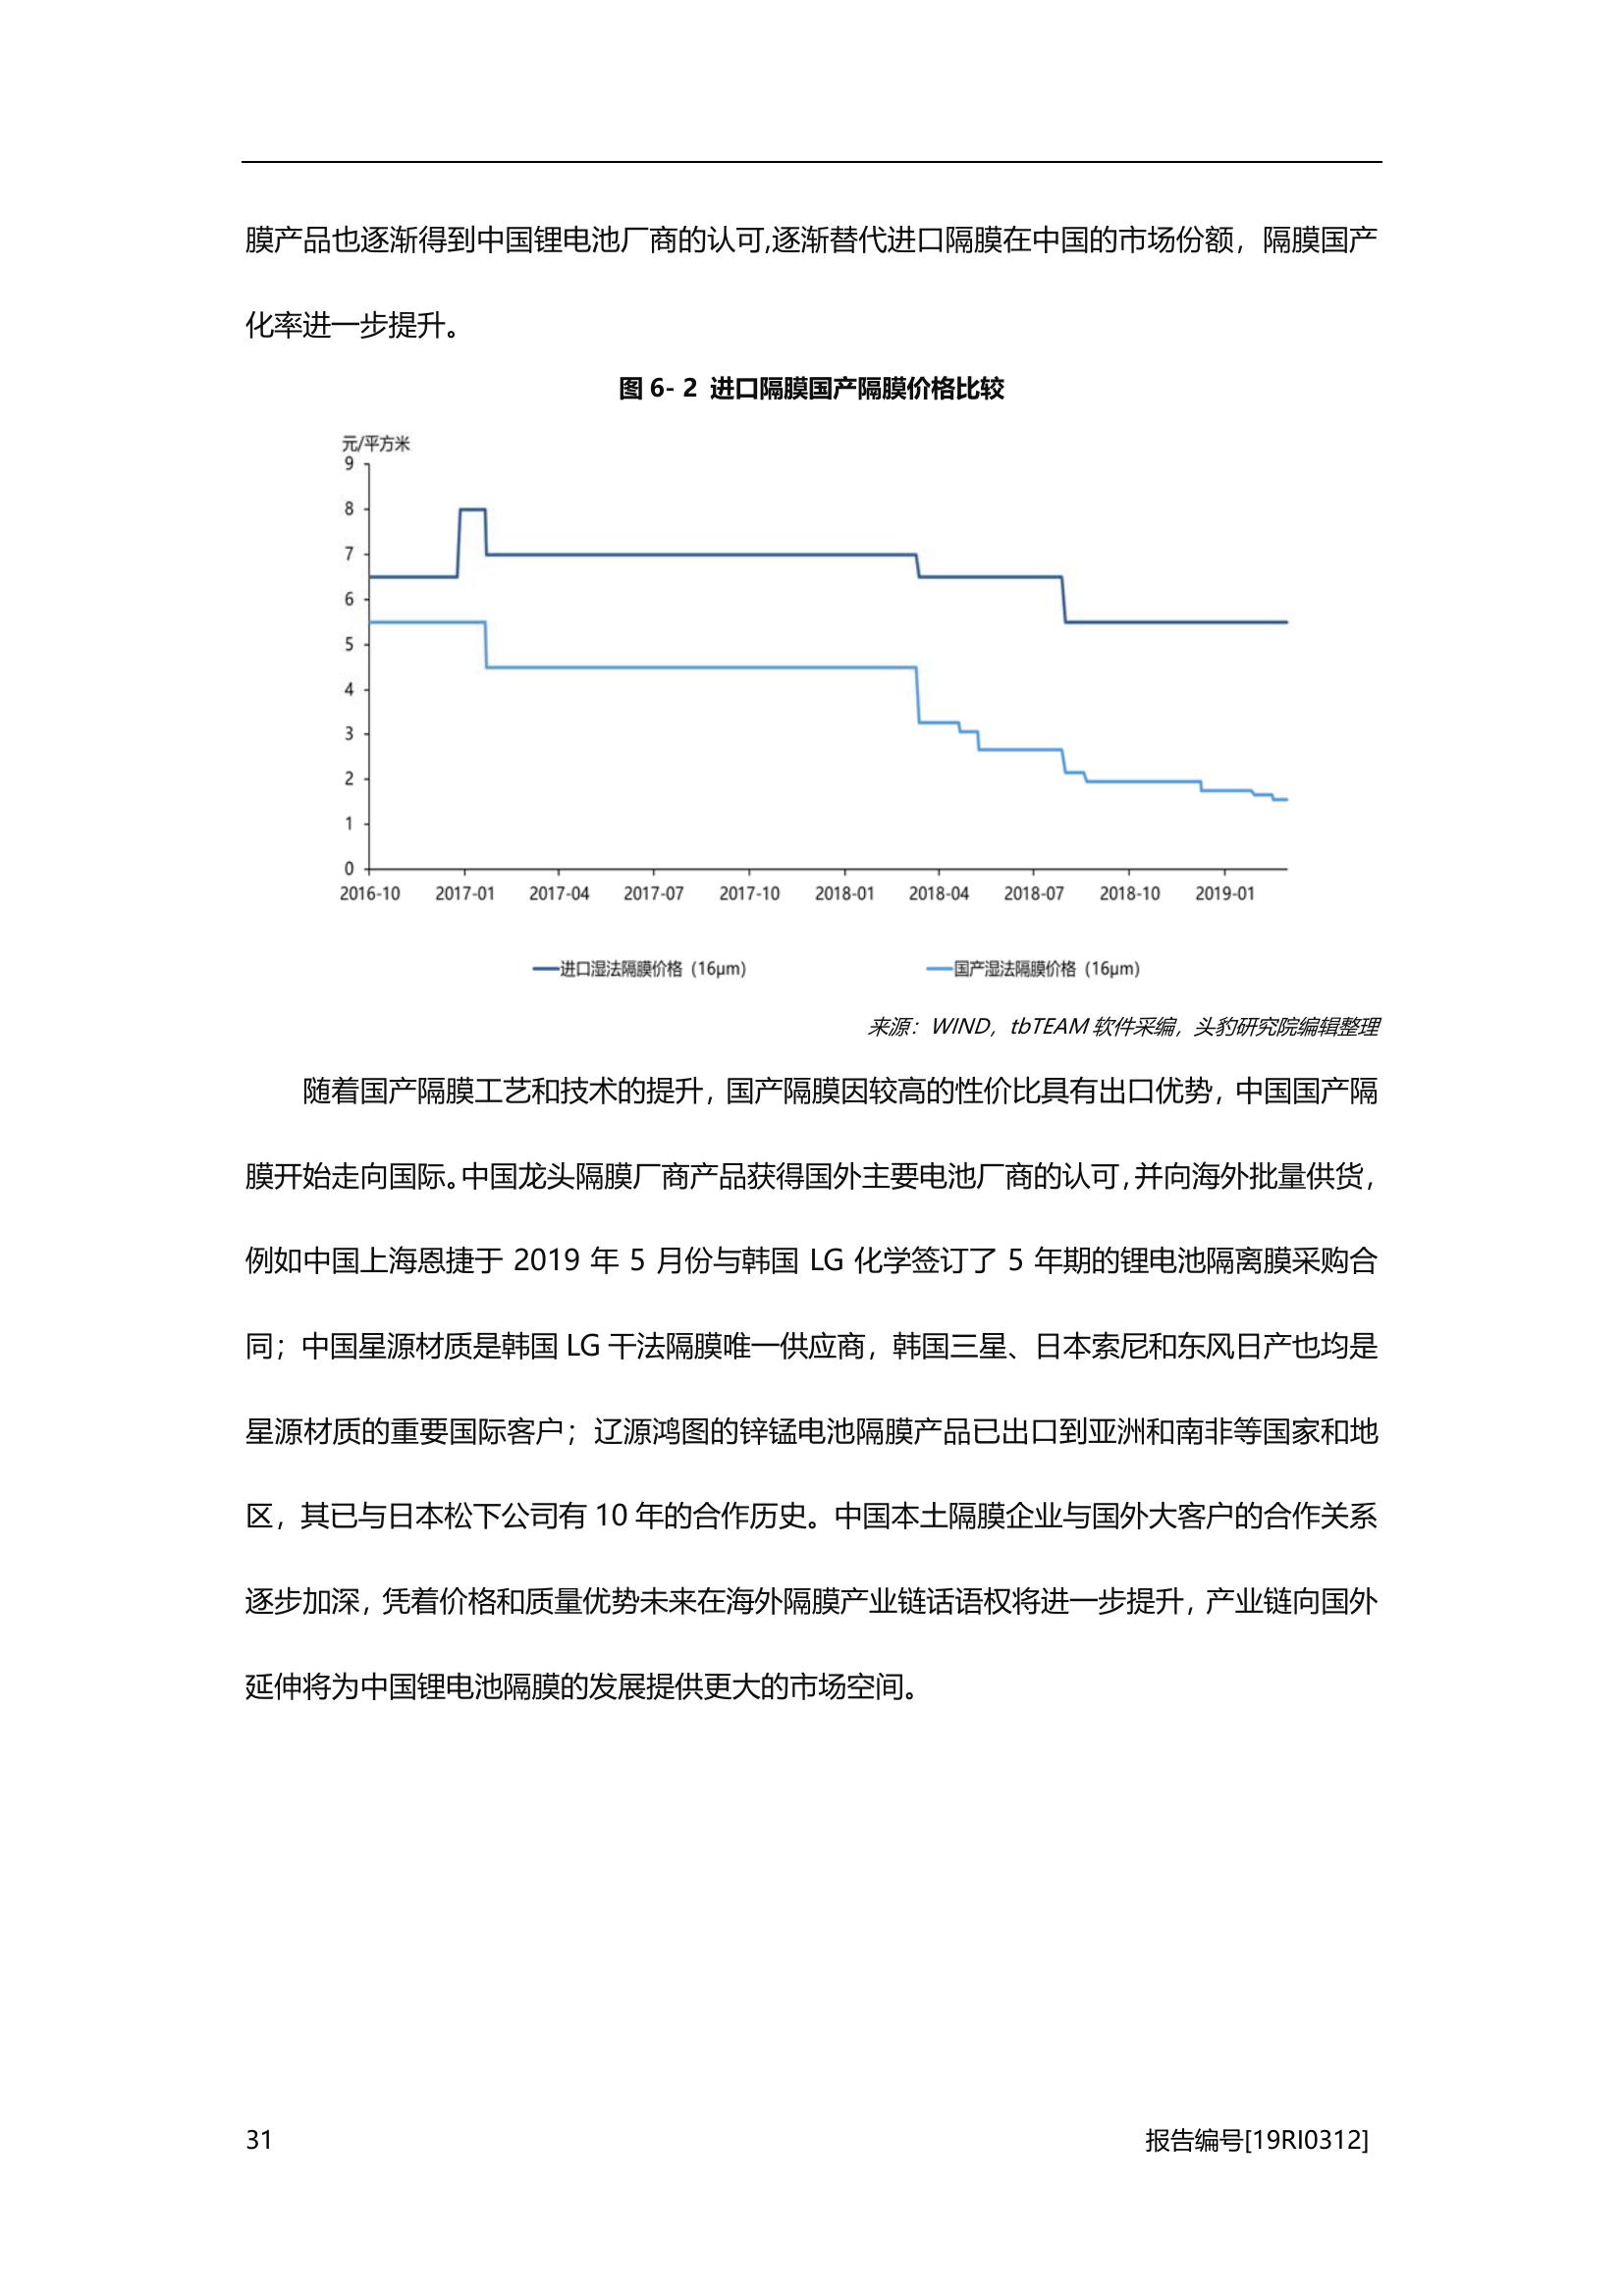 膜产品也逐渐得到中国锂电池厂商的认可,逐渐替代进口隔膜在中国的市场份额，隔膜国产
化率进一步提升。
图 6- 2 进口隔膜国产隔膜价格比较
元/平方米
9
8
7
6
5
4
3
2
1
0
2016-10 2017-01 2017-04 2017-07 2017-10 2018-01 2018-04 2018-07 2018-10 2019-01
进口湿法隔膜价格（16μm） 国产湿法隔膜价格（16μm）
来源：WIND，tbTEAM 软件采编，头豹研究院编辑整理
随着国产隔膜工艺和技术的提升，国产隔膜因较高的性价比具有出口优势，中国国产隔
膜开始走向国际。中国龙头隔膜厂商产品获得国外主要电池厂商的认可，并向海外批量供货，
例如中国上海恩捷于 2019 年 5 月份与韩国 LG 化学签订了 5 年期的锂电池隔离膜采购合
同；中国星源材质是韩国 LG 干法隔膜唯一供应商，韩国三星、日本索尼和东风日产也均是
星源材质的重要国际客户；辽源鸿图的锌锰电池隔膜产品已出口到亚洲和南非等国家和地
区，其已与日本松下公司有 10 年的合作历史。中国本土隔膜企业与国外大客户的合作关系
逐步加深，凭着价格和质量优势未来在海外隔膜产业链话语权将进一步提升，产业链向国外
延伸将为中国锂电池隔膜的发展提供更大的市场空间。
31 报告编号[19RI0312]